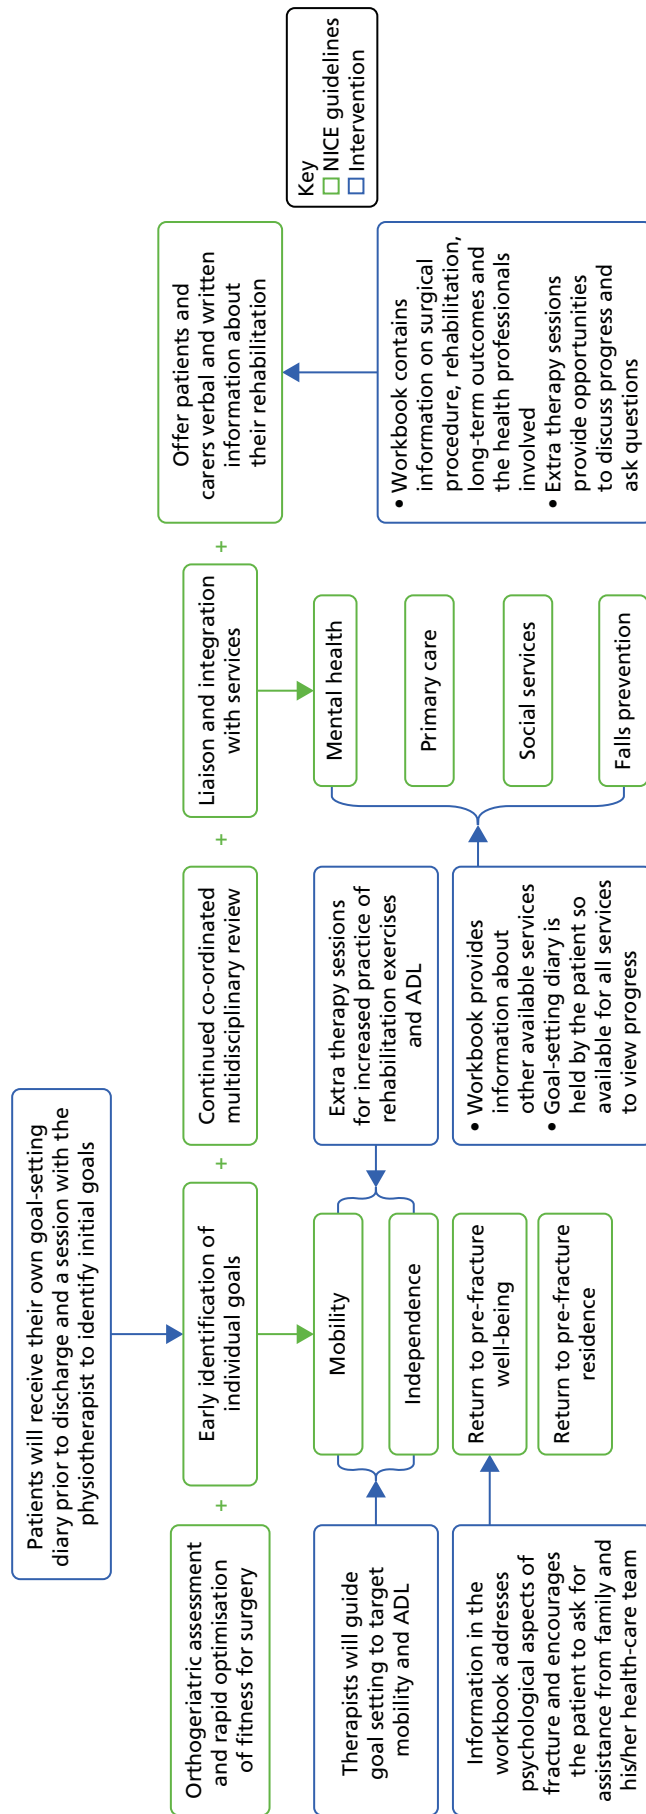 Patients will receive their own goal-setting
diary prior to discharge and a session with the
physiotherapist to identify initial goals
Orthogeriatric assessment
and rapid optimisation
of fitness for surgery
+
Early identification of
individual goals
+
Continued co-ordinated
multidisciplinary review
+
Liaison and integration
with services
+
Offer patients and
carers verbal and written
information about
their rehabilitation
Key
NICE guidelines
Intervention
Therapists will guide
goal setting to target
mobility and ADL
Mobility
Independence
Extra therapy sessions
for increased practice of
rehabilitation exercises
and ADL
Information in the
workbook addresses
psychological aspects of
fracture and encourages
the patient to ask for
assistance from family and
his/her health-care team
Return to pre-fracture
well-being
Return to pre-fracture
residence
• Workbook provides
information about
other available services
• Goal-setting diary is
held by the patient so
available for all services
to view progress
Mental health
Primary care
Social services
Falls prevention
• Workbook contains
information on surgical
procedure, rehabilitation,
long-term outcomes and
the health professionals
involved
• Extra therapy sessions
provide opportunities
to discuss progress and
ask questions